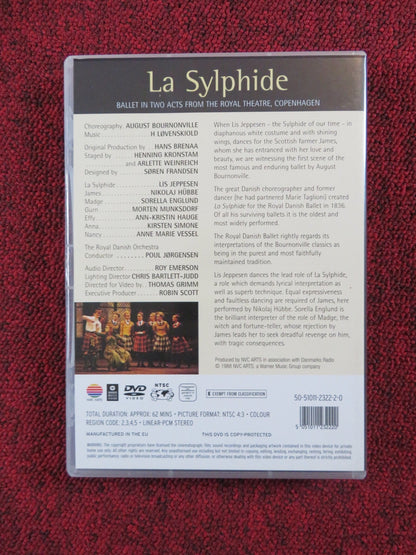 La Sylphide
BALLET IN TWO ACTS FROM THE ROYAL THEATRE, COPENHAGEN
Choreography AUGUST BOURNONVILLE
Music H LØVENSKIOLD
Original Production by HANS BRENAA
Staged by HENNING KRONSTAM
and ARLETTE WEINREICH
Designed by SØREN FRANDSEN
La Sylphide LIS JEPPESEN
James NIKOLAJ HÜBBE
Madge SORELLA ENGLUND
Gurn MORTEN MUNKSDORF
Effy ANN-KRISTIN HAUGE
Anna KIRSTEN SIMONE
Nancy ANNE MARIE VESSEL
The Royal Danish Orchestra
Conductor POUL JØRGENSEN
Audio Director ROY EMERSON
Lighting Director CHRIS BARTLETT-JUDD
Directed for Video by THOMAS GRIMM
Executive Producer ROBIN SCOTT
When Lis Jeppesen – the Sylphide of our time – in
diaphanous white costume and with shining
wings, dances for the Scottish farmer James,
whom she has entranced with her love and
beauty, we are witnessing the first scene of the
most famous and enduring ballet by August
Bournonville.
The great Danish choreographer and former
dancer (he had partnered Marie Taglioni) created
La Sylphide for the Royal Danish Ballet in 1836.
Of all his surviving ballets it is the oldest and
most widely performed.
The Royal Danish Ballet rightly regards its
interpretations of the Bournonville classics as
being in the purest and most faithfully
maintained tradition.
Lis Jeppesen dances the lead role of La Sylphide,
a role which demands lyrical interpretation as
well as superb technique. Equal expressiveness
and faultless dancing are required of James, here
performed by Nikolaj Hübbe. Sorella Englund is
the brilliant interpreter of the role of Madge, the
witch and fortune-teller, whose rejection by
James leads her to seek dreadful revenge on him,
with tragic consequences.
Produced by NVC ARTS in association with Danmarks Radio
© 1988 NVC ARTS, a Warner Music Group company
DVD
VIDEO
NTSC
E EXEMPT FROM CLASSIFICATION
50-51011-2322-2-0
TOTAL DURATION: APPROX: 62 MINS • PICTURE FORMAT: NTSC 4:3 • COLOUR
REGION CODE: 2,3,4,5 • LINEAR-PCM STEREO
MANUFACTURED IN THE EU
THIS DVD IS COPY-PROTECTED
5 051011 232220